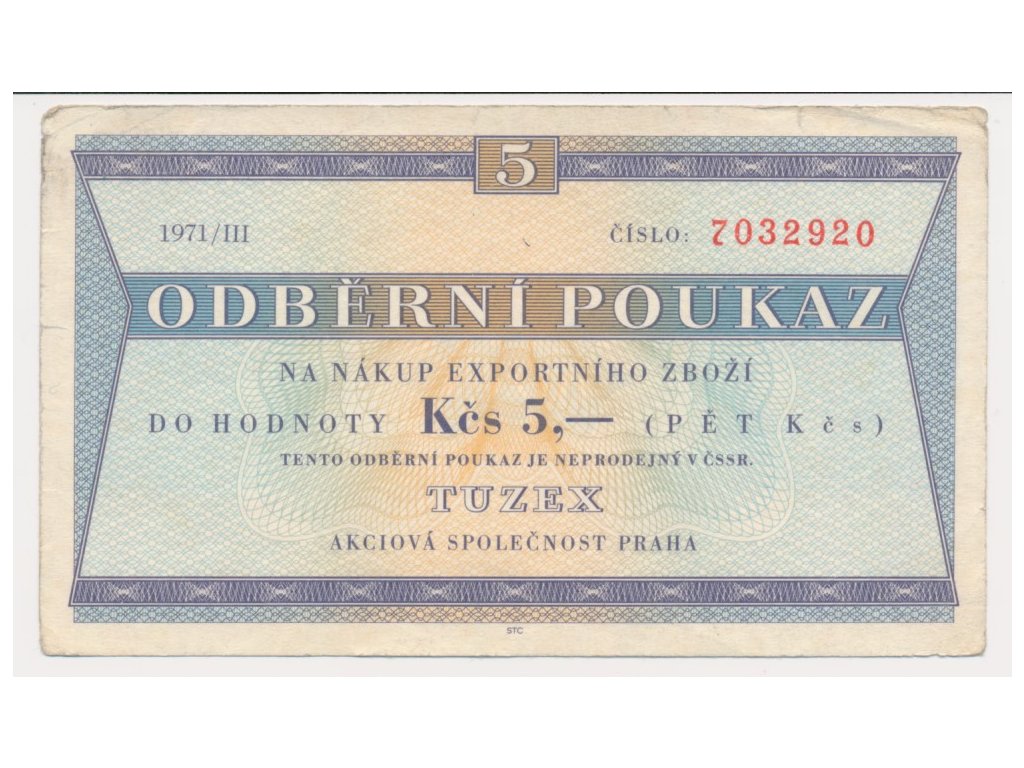 5
1971/III ČÍSLO: 7032920
ODBĚRNÍ POUKAZ
NA NÁKUP EXPORTNÍHO ZBOŽÍ
DO HODNOTY Kčs 5,— (PĚT Kčs)
TENTO ODBĚRNÍ POUKAZ JE NEPRODEJNÝ V ČSSR.
TUZEX
AKCIOVÁ SPOLEČNOST PRAHA
STC